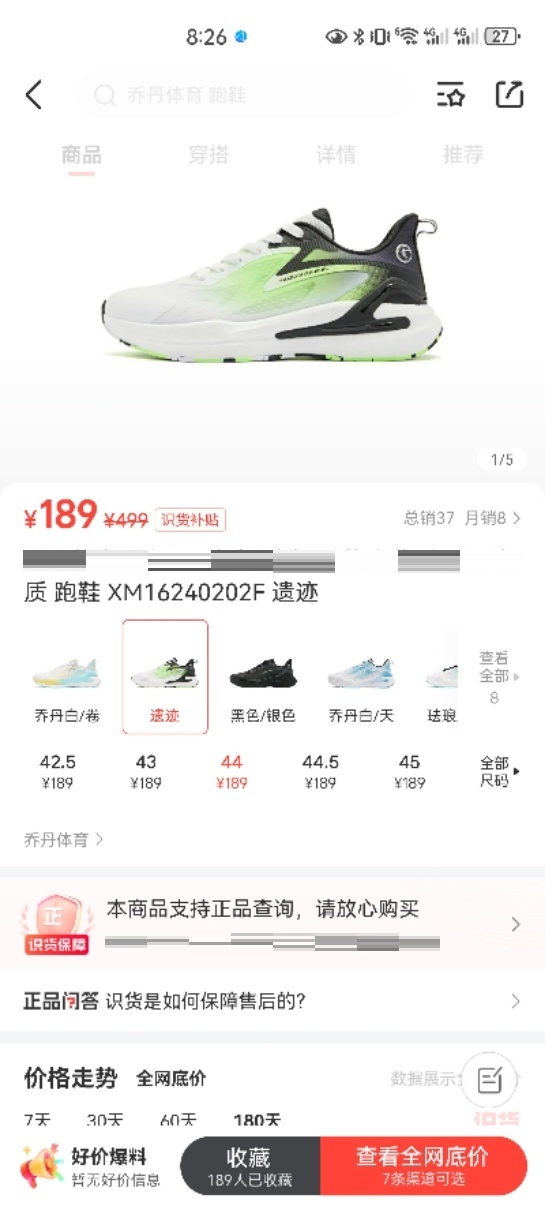 8:26
6 4G 4G 27
乔丹体育 跑鞋
商品 穿搭 详情 推荐
1/5
¥189 ¥499 识货补贴 总销37 月销8
质 跑鞋 XM16240202F 遗迹
查看
全部
8
乔丹白/卷 遗迹 黑色/银色 乔丹白/天 珐琅
42.5 43 44 44.5 45 全部
¥189 ¥189 ¥189 ¥189 ¥189 尺码
乔丹体育
正
识货保障
本商品支持正品查询，请放心购买
正品问答 识货是如何保障售后的?
价格走势 全网底价 数据展示
7天 30天 60天 180天 识货
好价爆料
暂无好价信息
收藏
189人已收藏
查看全网底价
7条渠道可选